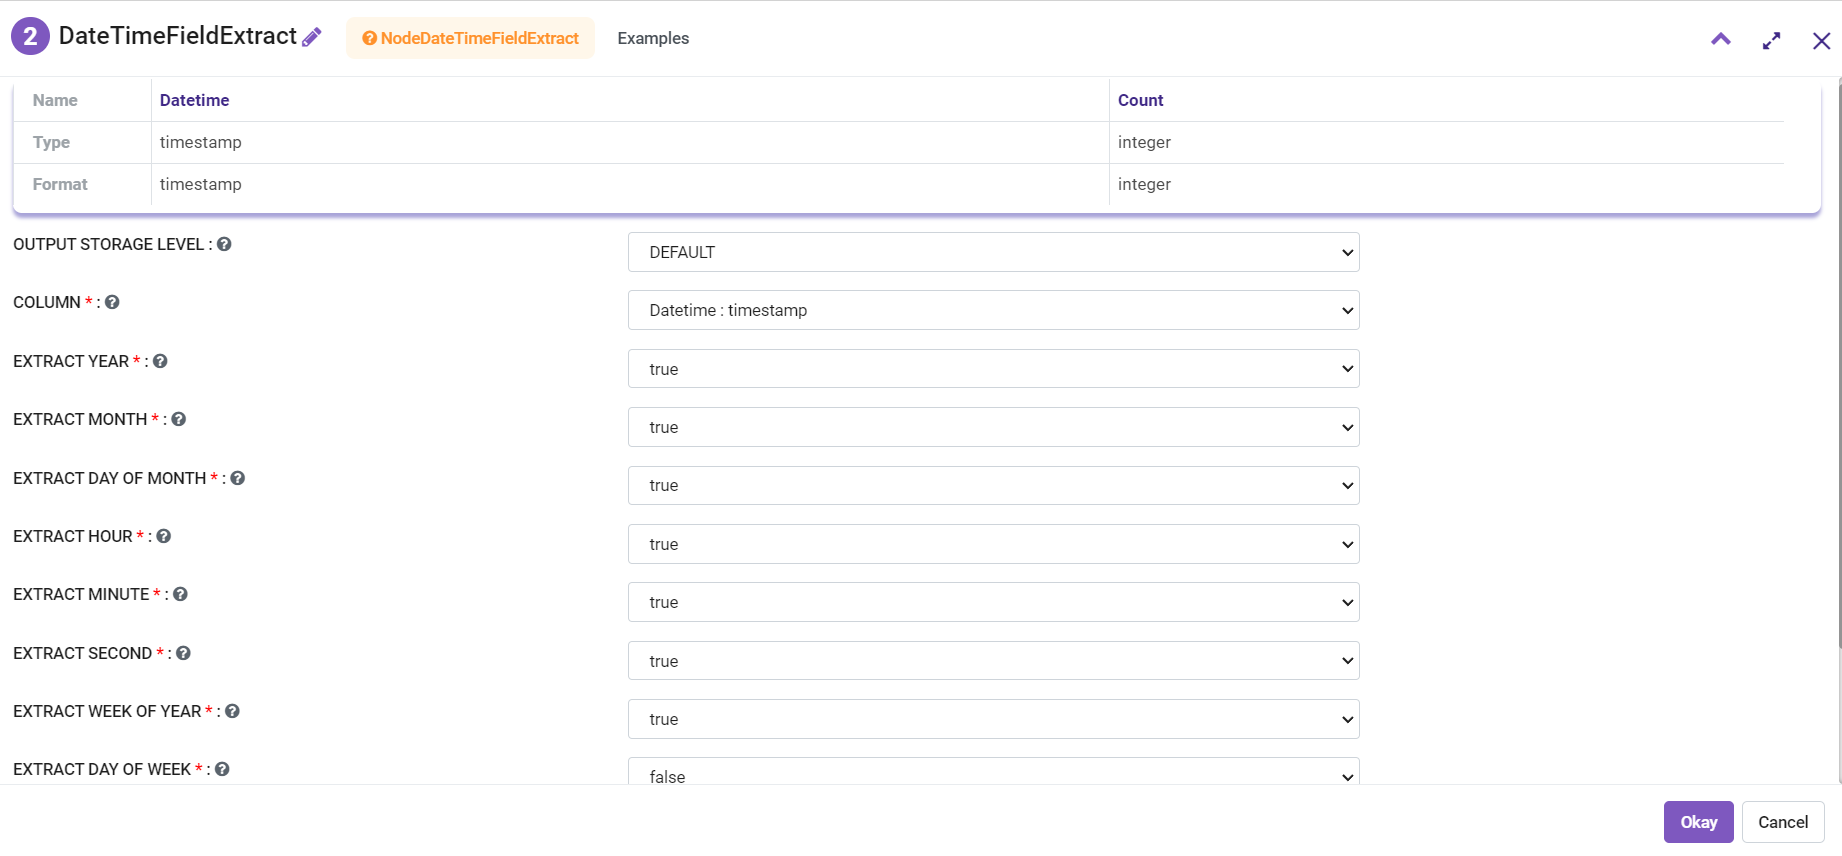 2 DateTimeFieldExtract NodeDateTimeFieldExtract Examples
Name Datetime Count
Type timestamp integer
Format timestamp integer
OUTPUT STORAGE LEVEL : DEFAULT
COLUMN * : Datetime : timestamp
EXTRACT YEAR * : true
EXTRACT MONTH * : true
EXTRACT DAY OF MONTH * : true
EXTRACT HOUR * : true
EXTRACT MINUTE * : true
EXTRACT SECOND * : true
EXTRACT WEEK OF YEAR * : true
EXTRACT DAY OF WEEK * : false
Okay Cancel